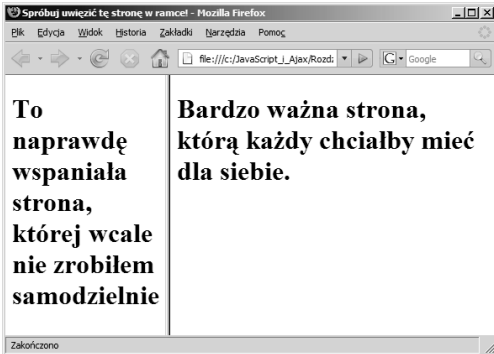 Spróbuj uwięzić tę stronę w ramce! - Mozilla Firefox
Plik Edycja Widok Historia Zakładki Narzędzia Pomoc
file:///c:/JavaScript_i_Ajax/Rozd: G Google
To
naprawdę
wspaniała
strona,
której wcale
nie zrobiłem
samodzielnie
Bardzo ważna strona,
którą każdy chciałby mieć
dla siebie.
Zakończono